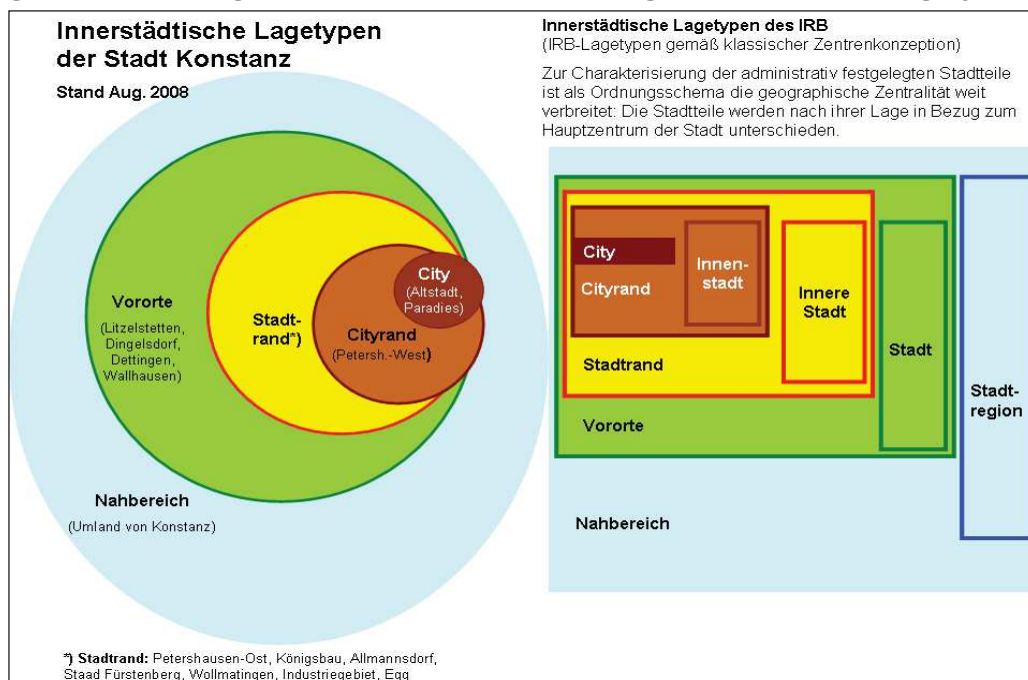 Innerstädtische Lagetypen
der Stadt Konstanz
Stand Aug. 2008
City
(Altstadt,
Paradies)
Cityrand
(Petersh.-West)
Stadt-
rand*)
Vororte
(Litzelstetten,
Dingelsdorf,
Dettingen,
Wallhausen)
Nahbereich
(Umland von Konstanz)
*) Stadtrand: Petershausen-Ost, Königsbau, Allmannsdorf,
Staad Fürstenberg, Wollmatingen, Industriegebiet, Egg
Innerstädtische Lagetypen des IRB
(IRB-Lagetypen gemäß klassischer Zentrenkonzeption)
Zur Charakterisierung der administrativ festgelegten Stadtteile
ist als Ordnungsschema die geographische Zentralität weit
verbreitet: Die Stadtteile werden nach ihrer Lage in Bezug zum
Hauptzentrum der Stadt unterschieden.
City
Cityrand
Innen-
stadt
Stadtrand
Innere
Stadt
Vororte
Stadt
Nahbereich
Stadt-
region